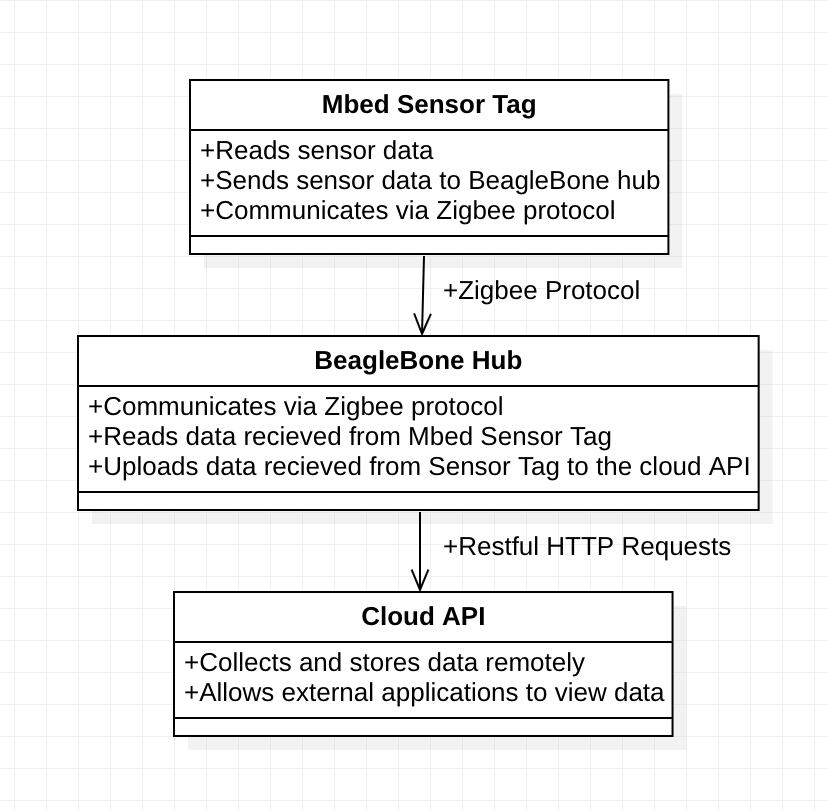 Mbed Sensor Tag
+Reads sensor data
+Sends sensor data to BeagleBone hub
+Communicates via Zigbee protocol
+Zigbee Protocol
BeagleBone Hub
+Communicates via Zigbee protocol
+Reads data recieved from Mbed Sensor Tag
+Uploads data recieved from Sensor Tag to the cloud API
+Restful HTTP Requests
Cloud API
+Collects and stores data remotely
+Allows external applications to view data